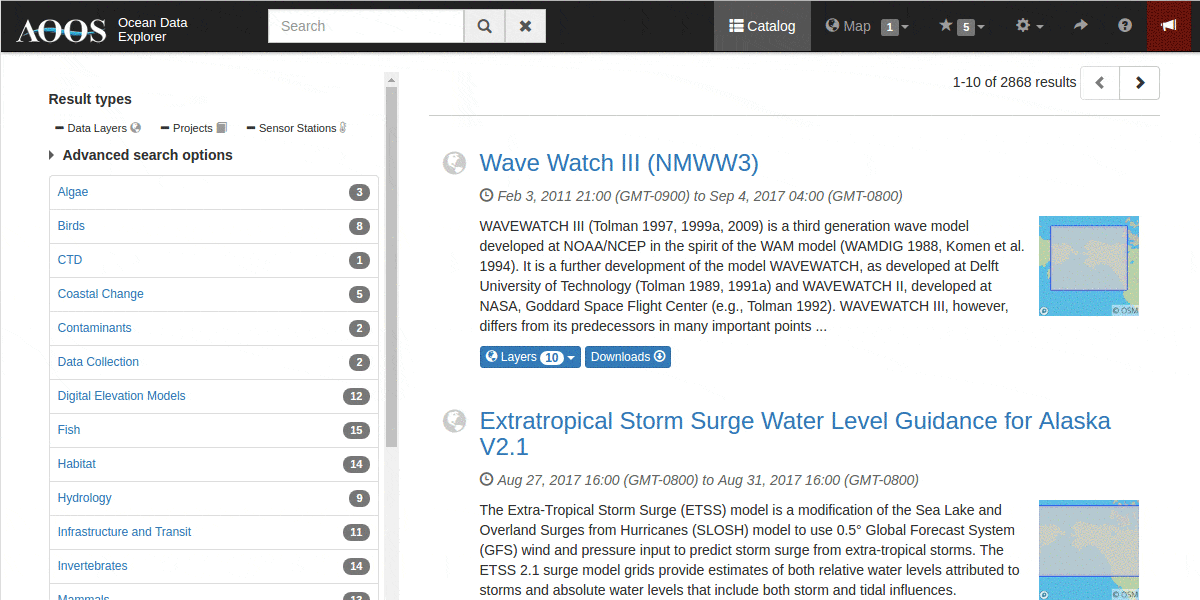 AOOS
Ocean Data
Explorer
Search
Catalog
Map
1
5
1-10 of 2868 results
Result types
Data Layers
Projects
Sensor Stations
Advanced search options
Algae 3
Birds 8
CTD 1
Coastal Change 5
Contaminants 2
Data Collection 2
Digital Elevation Models 12
Fish 15
Habitat 14
Hydrology 9
Infrastructure and Transit 11
Invertebrates 14
Mammals 13
Wave Watch III (NMWW3)
Feb 3, 2011 21:00 (GMT-0900) to Sep 4, 2017 04:00 (GMT-0800)
WAVEWATCH III (Tolman 1997, 1999a, 2009) is a third generation wave model
developed at NOAA/NCEP in the spirit of the WAM model (WAMDIG 1988, Komen et al.
1994). It is a further development of the model WAVEWATCH, as developed at Delft
University of Technology (Tolman 1989, 1991a) and WAVEWATCH II, developed at
NASA, Goddard Space Flight Center (e.g., Tolman 1992). WAVEWATCH III, however,
differs from its predecessors in many important points ...
© OSM
Layers 10
Downloads
Extratropical Storm Surge Water Level Guidance for Alaska
V2.1
Aug 27, 2017 16:00 (GMT-0800) to Aug 31, 2017 16:00 (GMT-0800)
The Extra-Tropical Storm Surge (ETSS) model is a modification of the Sea Lake and
Overland Surges from Hurricanes (SLOSH) model to use 0.5° Global Forecast System
(GFS) wind and pressure input to predict storm surge from extra-tropical storms. The
ETSS 2.1 surge model grids provide estimates of both relative water levels attributed to
storms and absolute water levels that include both storm and tidal influences.
© OSM